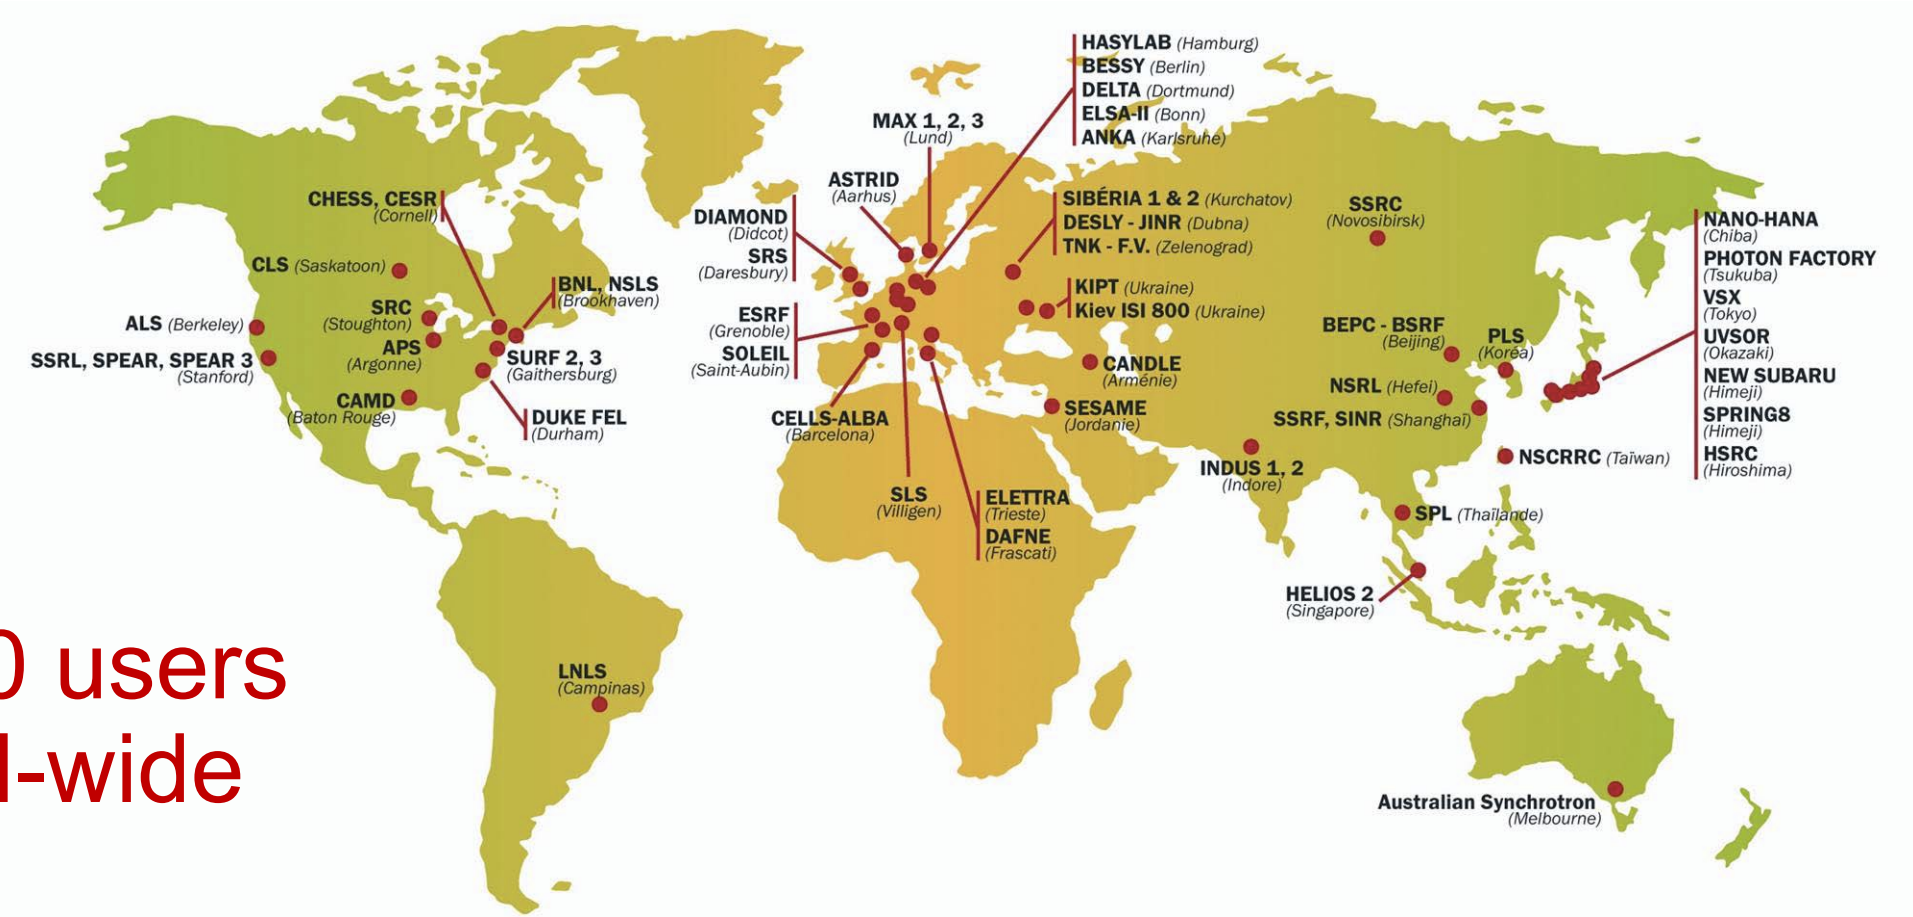 HASYLAB (Hamburg)
BESSY (Berlin)
DELTA (Dortmund)
ELSA-II (Bonn)
ANKA (Karlsruhe)
MAX 1, 2, 3
(Lund)
ASTRID
(Aarhus)
DIAMOND
(Didcot)
SRS
(Daresbury)
ESRF
(Grenoble)
SOLEIL
(Saint-Aubin)
CELLS-ALBA
(Barcelona)
SLS
(Villigen)
ELETTRA
(Trieste)
DAFNE
(Frascati)
SIBÉRIA 1 & 2 (Kurchatov)
DESLY - JINR (Dubna)
TNK - F.V. (Zelenograd)
KIPT (Ukraine)
Kiev ISI 800 (Ukraine)
CANDLE
(Arménie)
SESAME
(Jordanie)
CHESS, CESR
(Cornell)
CLS (Saskatoon)
BNL, NSLS
(Brookhaven)
SRC
(Stoughton)
ALS (Berkeley)
APS
(Argonne)
SSRL, SPEAR, SPEAR 3
(Stanford)
SURF 2, 3
(Gaithersburg)
CAMD
(Baton Rouge)
DUKE FEL
(Durham)
LNLS
(Campinas)
SSRC
(Novosibirsk)
BEPC - BSRF
(Beijing)
PLS
(Koréa)
NSRL (Hefei)
SSRF, SINR (Shanghaï)
INDUS 1, 2
(Indore)
NSCRRC (Taïwan)
SPL (Thaïlande)
HELIOS 2
(Singapore)
NANO-HANA
(Chiba)
PHOTON FACTORY
(Tsukuba)
VSX
(Tokyo)
UVSOR
(Okazaki)
NEW SUBARU
(Himeji)
SPRING8
(Himeji)
HSRC
(Hiroshima)
Australian Synchrotron
(Melbourne)
0 users
-wide